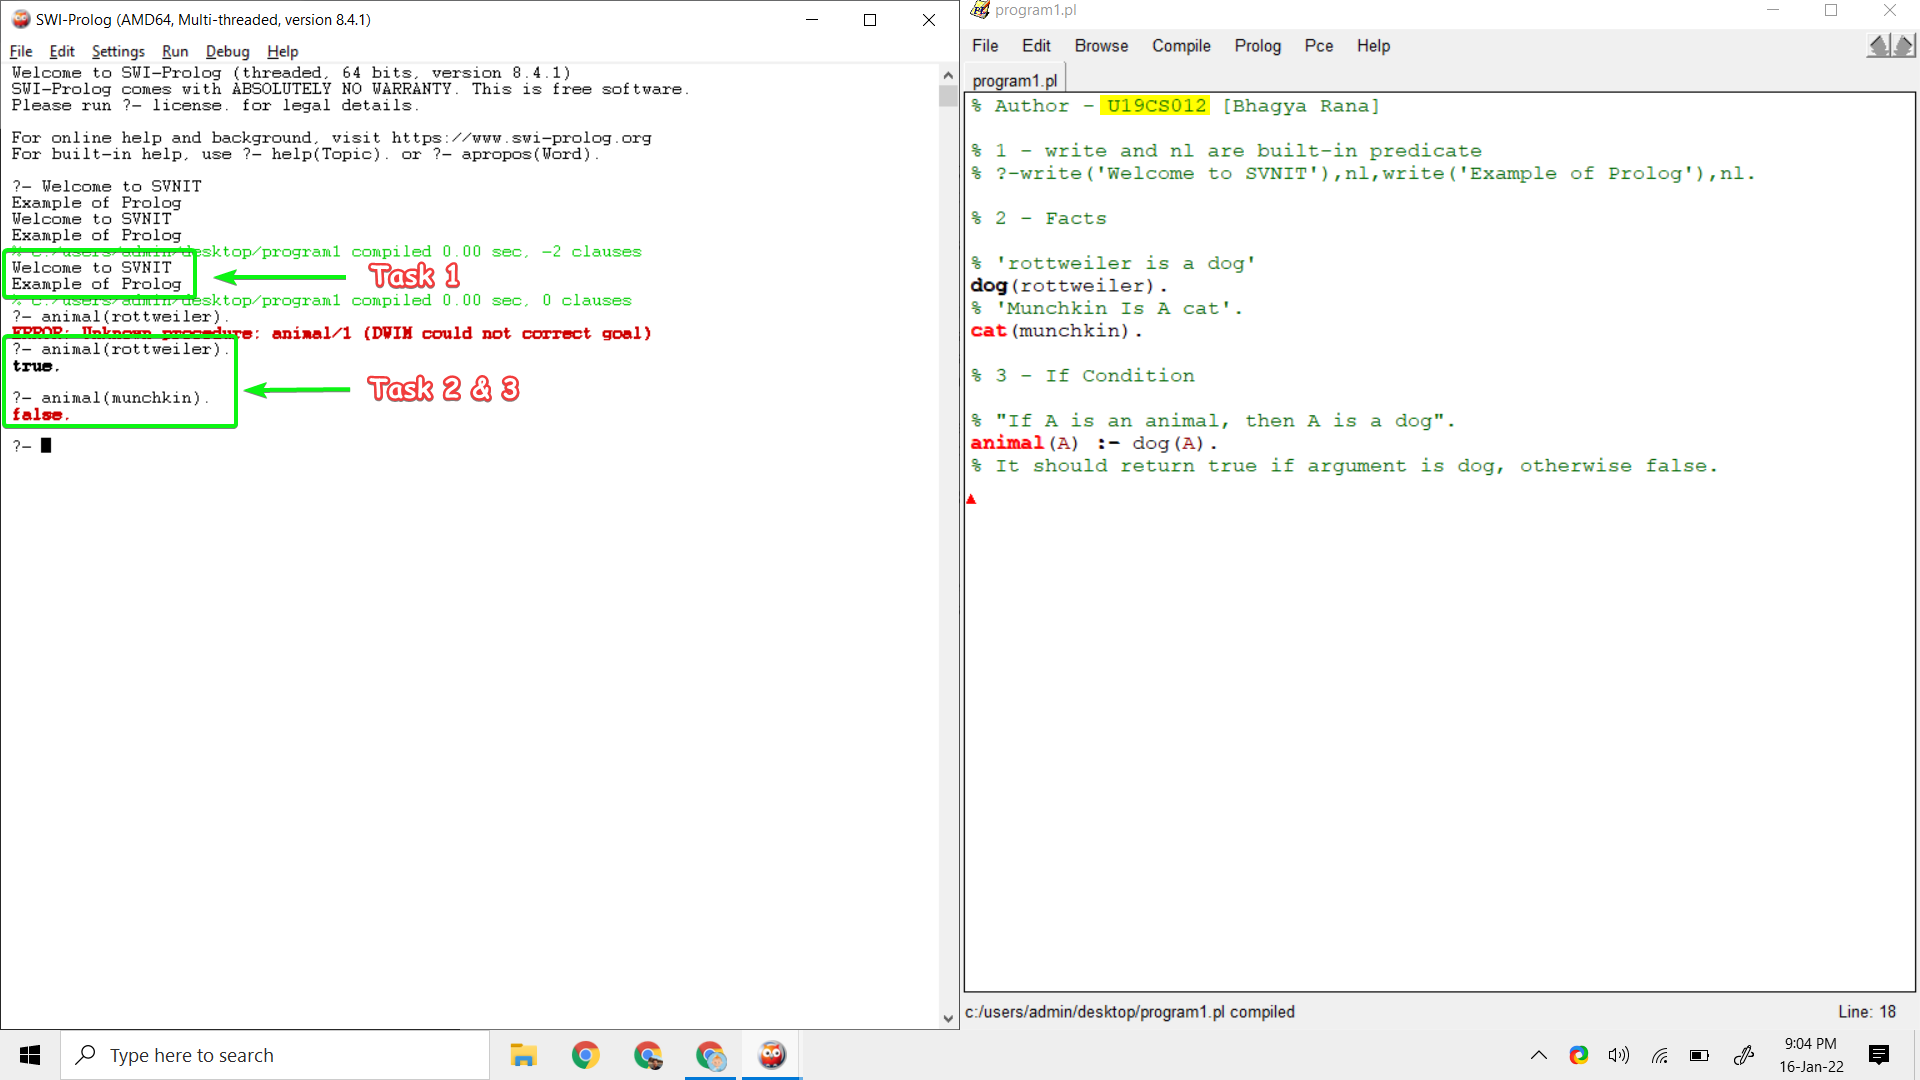 SWI-Prolog (AMD64, Multi-threaded, version 8.4.1)
File Edit Settings Run Debug Help
Welcome to SWI-Prolog (threaded, 64 bits, version 8.4.1)
SWI-Prolog comes with ABSOLUTELY NO WARRANTY. This is free software.
Please run ?- license. for legal details.
For online help and background, visit https://www.swi-prolog.org
For built-in help, use ?- help(Topic). or ?- apropos(Word).
?- Welcome to SVNIT
Example of Prolog
Welcome to SVNIT
Example of Prolog
% c:/users/admin/desktop/program1 compiled 0.00 sec, -2 clauses
Welcome to SVNIT
Example of Prolog
Task 1
% c:/users/admin/desktop/program1 compiled 0.00 sec, 0 clauses
?- animal(rottweiler).
ERROR: Unknown procedure: animal/1 (DWIM could not correct goal)
?- animal(rottweiler).
true.
?- animal(munchkin).
false.
Task 2 & 3
?-
program1.pl
File Edit Browse Compile Prolog Pce Help
program1.pl
% Author - U19CS012 [Bhagya Rana]
% 1 - write and nl are built-in predicate
% ?-write('Welcome to SVNIT'),nl,write('Example of Prolog'),nl.
% 2 - Facts
% 'rottweiler is a dog'
dog(rottweiler).
% 'Munchkin Is A cat'.
cat(munchkin).
% 3 - If Condition
% "If A is an animal, then A is a dog".
animal(A) :- dog(A).
% It should return true if argument is dog, otherwise false.
c:/users/admin/desktop/program1.pl compiled
Line: 18
Type here to search
9:04 PM
16-Jan-22